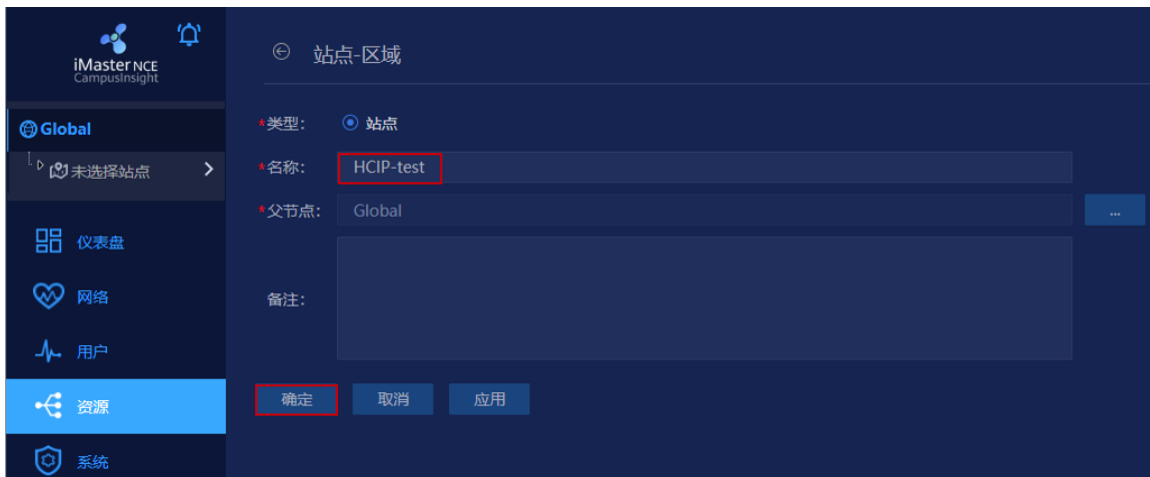 iMaster NCE
CampusInsight
Global
未选择站点
仪表盘
网络
用户
资源
系统
站点-区域
*类型： 站点
*名称： HCIP-test
*父节点： Global ...
备注：
确定 取消 应用